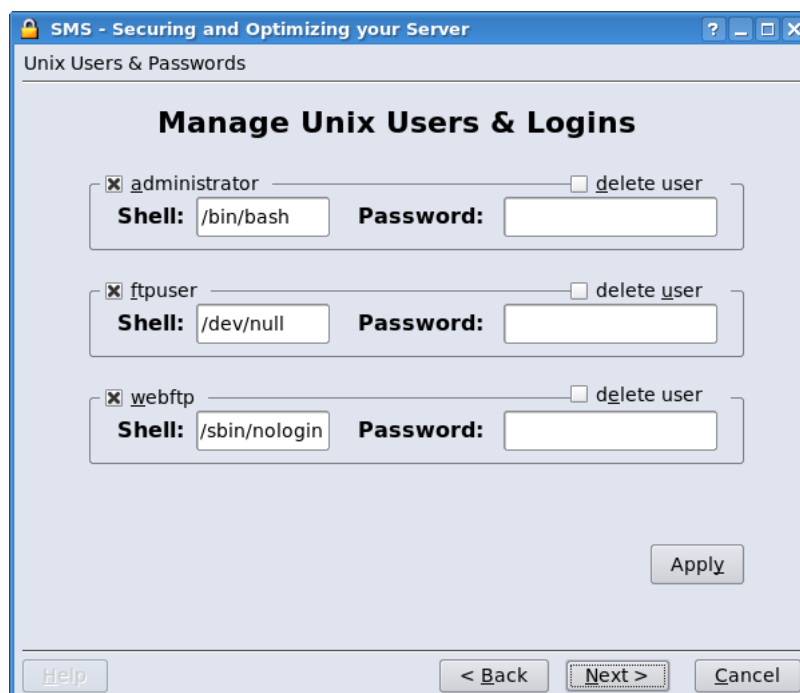 SMS - Securing and Optimizing your Server
Unix Users & Passwords
Manage Unix Users & Logins
administrator delete user
Shell: /bin/bash Password:
ftpuser delete user
Shell: /dev/null Password:
webftp delete user
Shell: /sbin/nologin Password:
Apply
Help < Back Next > Cancel